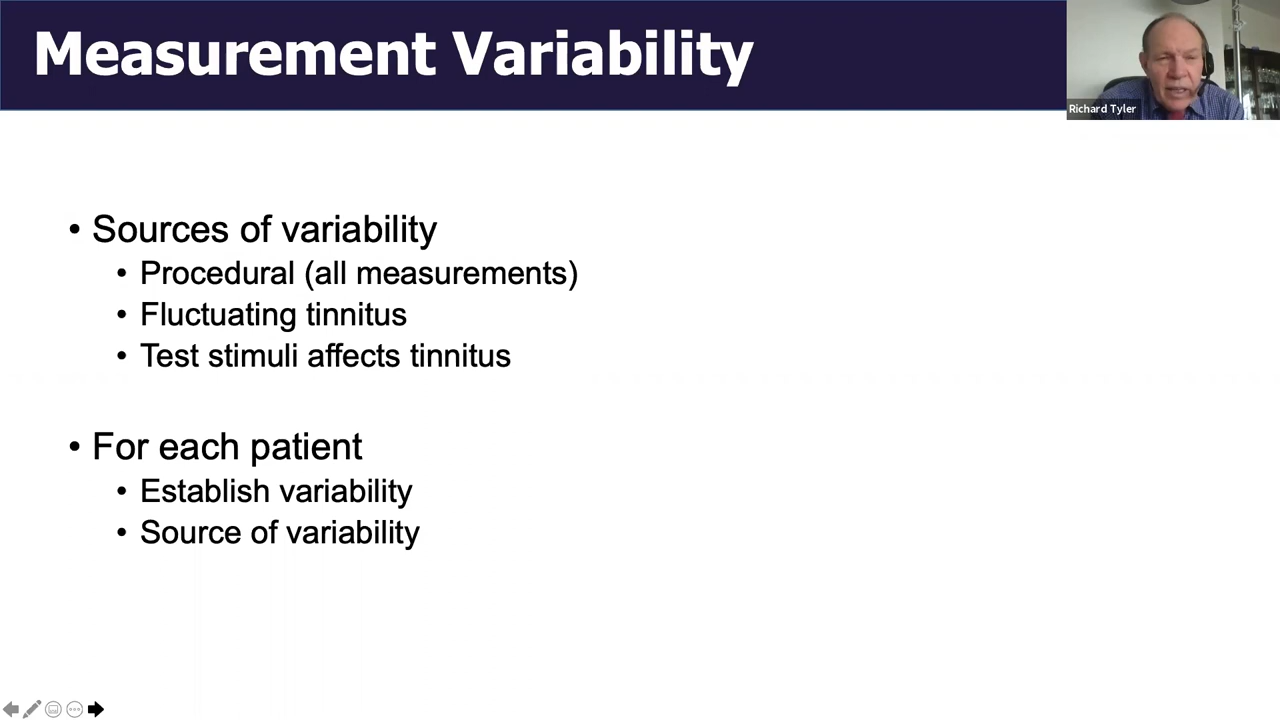 Measurement Variability
Richard Tyler
• Sources of variability
• Procedural (all measurements)
• Fluctuating tinnitus
• Test stimuli affects tinnitus
• For each patient
• Establish variability
• Source of variability